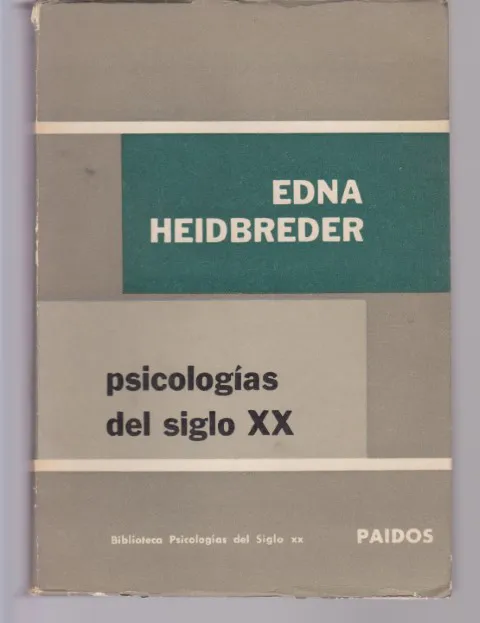 EDNA
HEIDBREDER
psicologías
del siglo XX
Biblioteca Psicologías del Siglo xx
PAIDOS